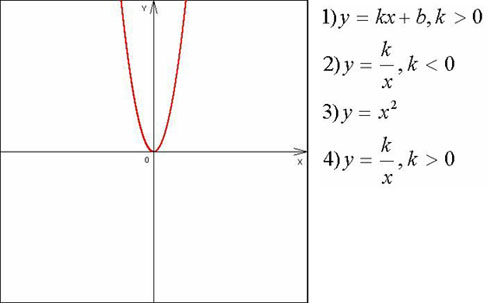 Y
0
X
1) y = kx + b, k > 0
2) y = k/x, k < 0
3) y = x²
4) y = k/x, k > 0